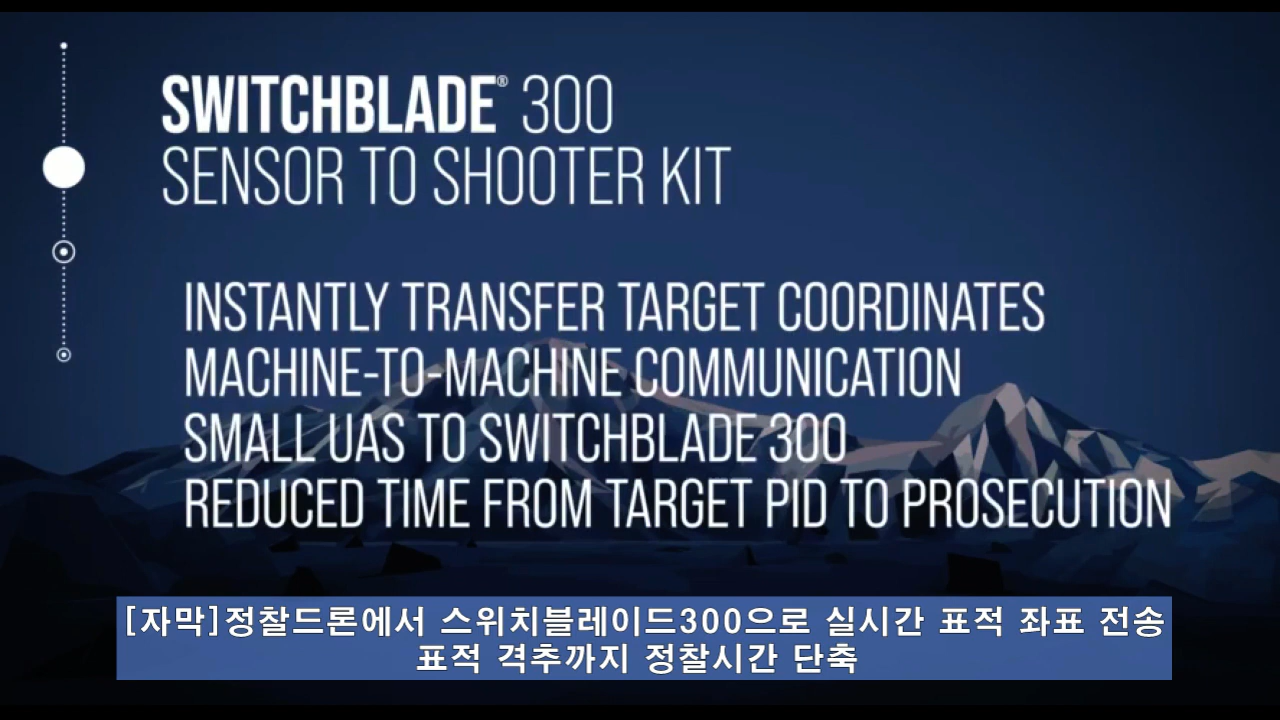 SWITCHBLADE® 300
SENSOR TO SHOOTER KIT
INSTANTLY TRANSFER TARGET COORDINATES
MACHINE-TO-MACHINE COMMUNICATION
SMALL UAS TO SWITCHBLADE 300
REDUCED TIME FROM TARGET PID TO PROSECUTION
[자막]정찰드론에서 스위치블레이드300으로 실시간 표적 좌표 전송
표적 격추까지 정찰시간 단축